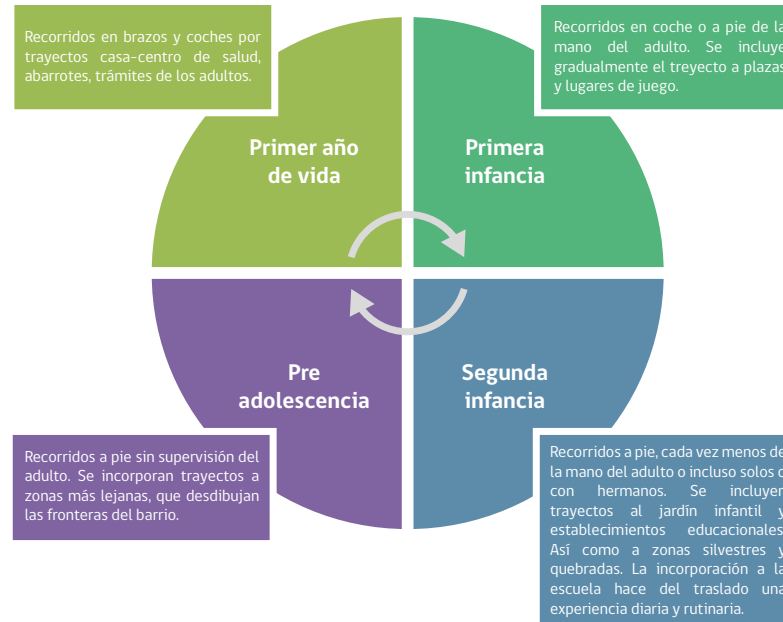 Recorridos en brazos y coches por
trayectos casa-centro de salud,
abarrotes, trámites de los adultos.
Recorridos en coche o a pie de la
mano del adulto. Se incluye
gradualmente el treyecto a plazas
y lugares de juego.
Primer año
de vida
Primera
infancia
Pre
adolescencia
Segunda
infancia
Recorridos a pie sin supervisión del
adulto. Se incorporan trayectos a
zonas más lejanas, que desdibujan
las fronteras del barrio.
Recorridos a pie, cada vez menos de
la mano del adulto o incluso solos o
con hermanos. Se incluyen
trayectos al jardín infantil y
establecimientos educacionales.
Así como a zonas silvestres y
quebradas. La incorporación a la
escuela hace del traslado una
experiencia diaria y rutinaria.